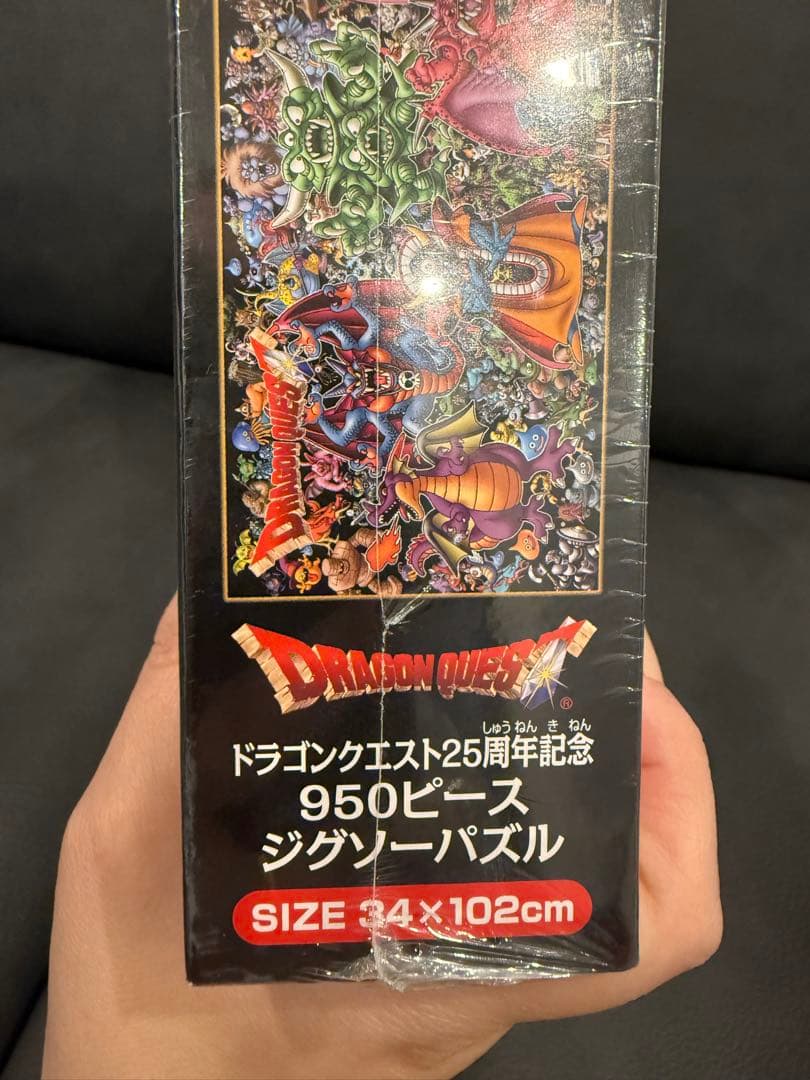 DRAGON QUEST
DRAGON QUEST®
しゅうねんきねん
ドラゴンクエスト25周年記念
950ピース
ジグソーパズル
SIZE 34×102cm